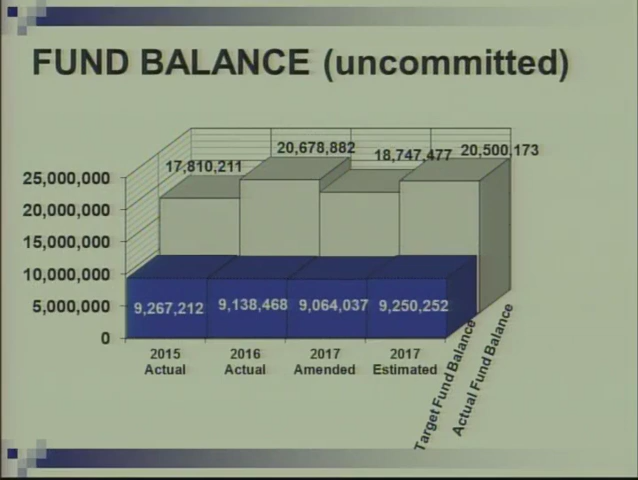 FUND BALANCE (uncommitted)
17,810,211
20,678,882
18,747,477
20,500,173
25,000,000
20,000,000
15,000,000
10,000,000
5,000,000
0
9,267,212
9,138,468
9,064,037
9,250,252
2015
Actual
2016
Actual
2017
Amended
2017
Estimated
Target Fund Balance
Actual Fund Balance